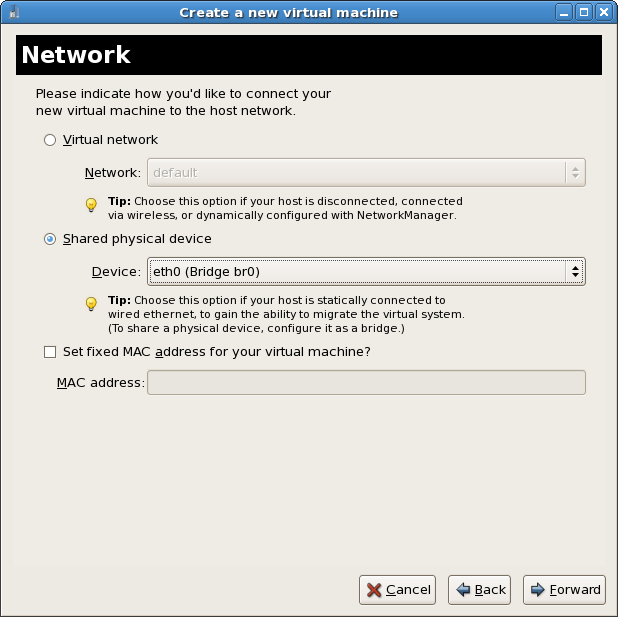 Create a new virtual machine
Network
Please indicate how you'd like to connect your
new virtual machine to the host network.
Virtual network
Network: default
Tip: Choose this option if your host is disconnected, connected
via wireless, or dynamically configured with NetworkManager.
Shared physical device
Device: eth0 (Bridge br0)
Tip: Choose this option if your host is statically connected to
wired ethernet, to gain the ability to migrate the virtual system.
(To share a physical device, configure it as a bridge.)
Set fixed MAC address for your virtual machine?
MAC address:
Cancel Back Forward